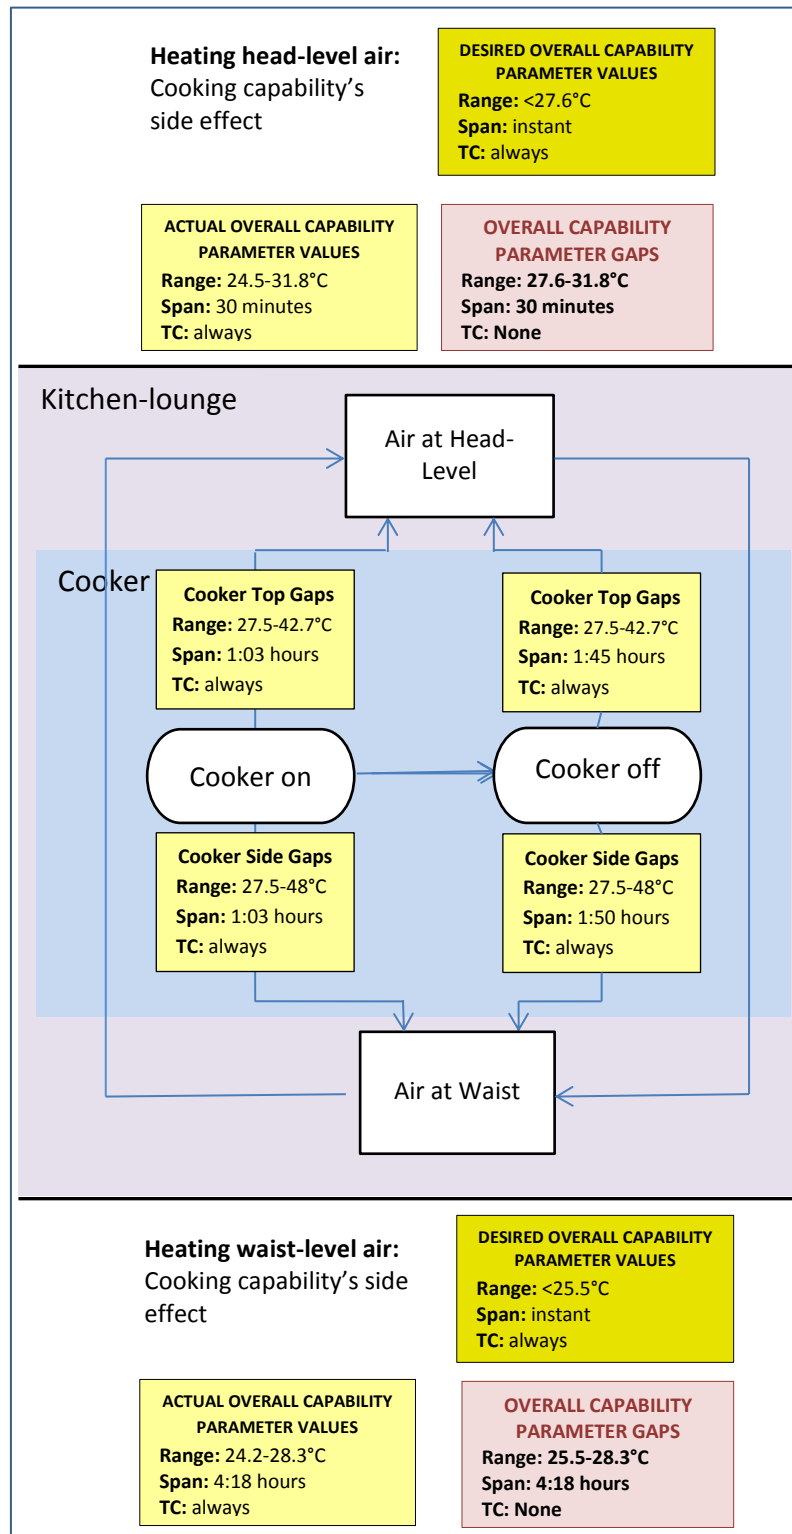 Heating head-level air:
Cooking capability's
side effect
DESIRED OVERALL CAPABILITY
PARAMETER VALUES
Range: <27.6°C
Span: instant
TC: always
ACTUAL OVERALL CAPABILITY
PARAMETER VALUES
Range: 24.5-31.8°C
Span: 30 minutes
TC: always
OVERALL CAPABILITY
PARAMETER GAPS
Range: 27.6-31.8°C
Span: 30 minutes
TC: None
Kitchen-lounge
Air at Head-
Level
Cooker
Cooker Top Gaps
Range: 27.5-42.7°C
Span: 1:03 hours
TC: always
Cooker Top Gaps
Range: 27.5-42.7°C
Span: 1:45 hours
TC: always
Cooker on
Cooker off
Cooker Side Gaps
Range: 27.5-48°C
Span: 1:03 hours
TC: always
Cooker Side Gaps
Range: 27.5-48°C
Span: 1:50 hours
TC: always
Air at Waist
Heating waist-level air:
Cooking capability's side
effect
DESIRED OVERALL CAPABILITY
PARAMETER VALUES
Range: <25.5°C
Span: instant
TC: always
ACTUAL OVERALL CAPABILITY
PARAMETER VALUES
Range: 24.2-28.3°C
Span: 4:18 hours
TC: always
OVERALL CAPABILITY
PARAMETER GAPS
Range: 25.5-28.3°C
Span: 4:18 hours
TC: None